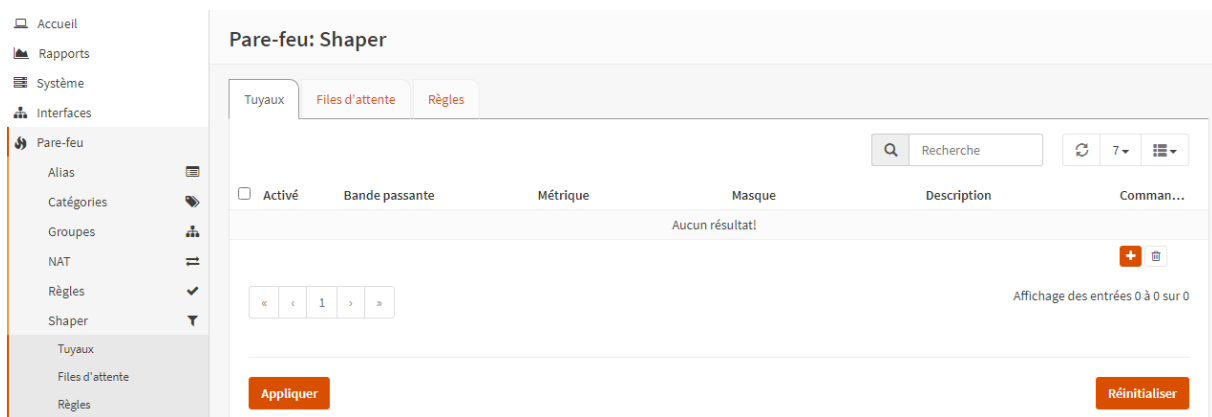 Accueil
Rapports
Système
Interfaces
Pare-feu
Alias
Catégories
Groupes
NAT
Règles
Shaper
Tuyaux
Files d'attente
Règles
Pare-feu: Shaper
Tuyaux Files d'attente Règles
Recherche 7
Activé Bande passante Métrique Masque Description Comman...
Aucun résultat!
« ‹ 1 › »
Affichage des entrées 0 à 0 sur 0
Appliquer Réinitialiser